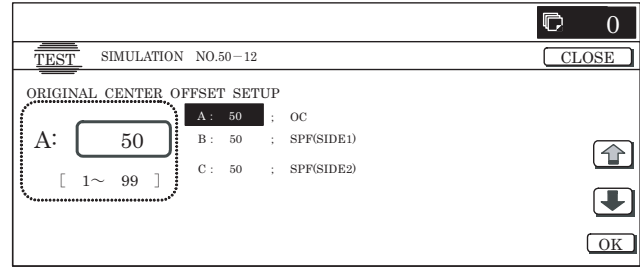 0
TEST SIMULATION NO.50-12 CLOSE
ORIGINAL CENTER OFFSET SETUP
A: 50 A : 50 ; OC
B : 50 ; SPF(SIDE1)
[ 1～ 99 ] C : 50 ; SPF(SIDE2)
OK